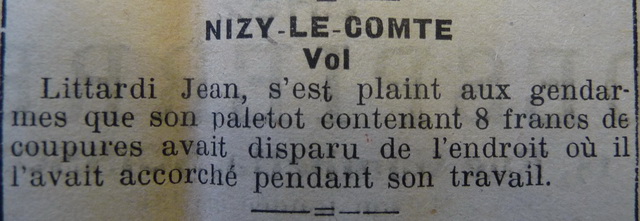 NIZY-LE-COMTE
Vol
Littardi Jean, s'est plaint aux gendar-
mes que son paletot contenant 8 francs de
coupures avait disparu de l'endroit où il
l'avait accorché pendant son travail.